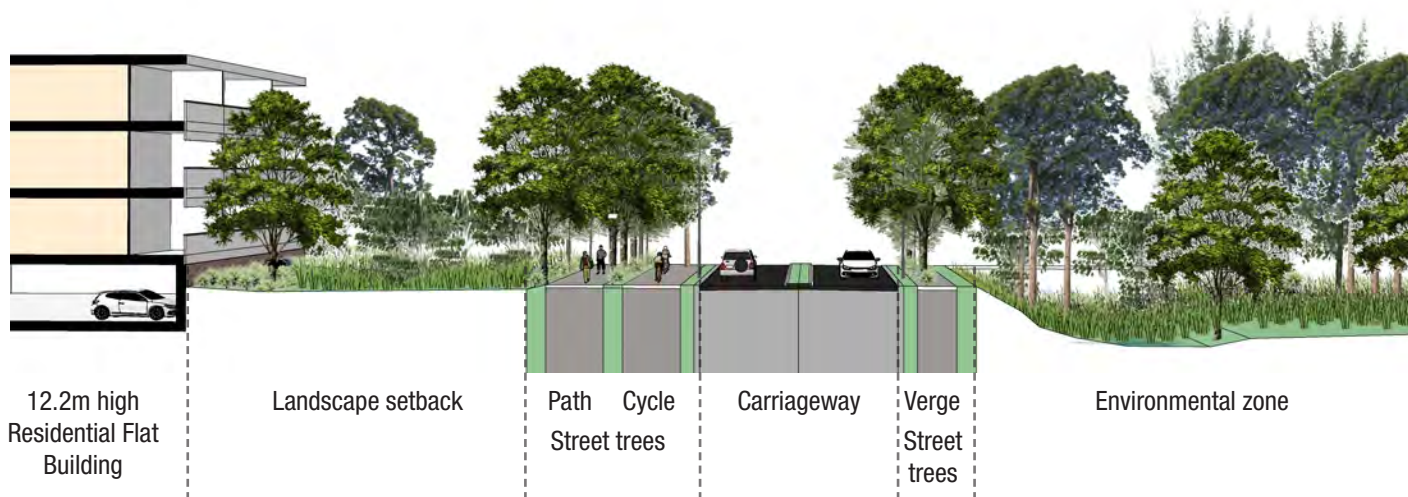 12.2m high
Residential Flat
Building
Landscape setback
Path
Cycle
Street trees
Carriageway
Verge
Street
trees
Environmental zone